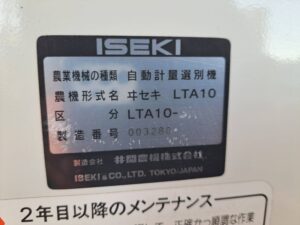 ISEKI
農業機械の種類 自動計量選別機
農機型式名 ヰセキ LTA10
区分 LTA10-
製造番号 003280
製造会社 井関農機株式会社
ISEKI & CO., LTD. TOKYO·JAPAN
2年目以降のメンテナンス